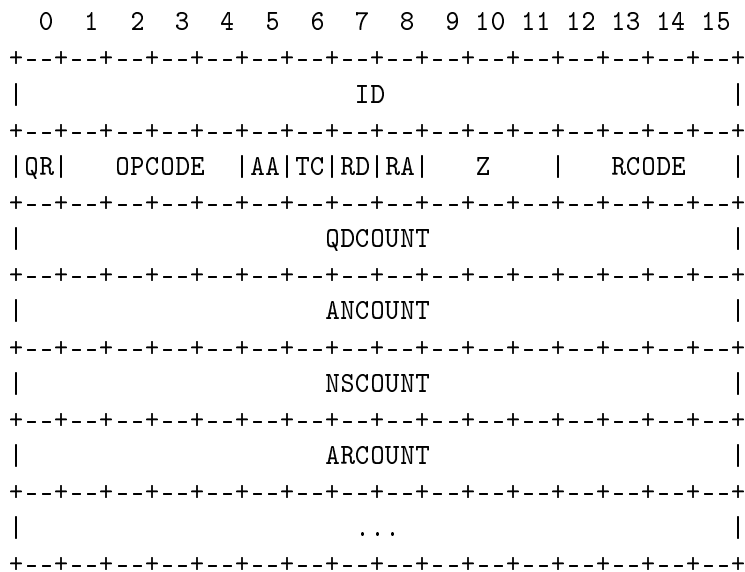 0  1  2  3  4  5  6  7  8  9 10 11 12 13 14 15
+--+--+--+--+--+--+--+--+--+--+--+--+--+--+--+--+
|                      ID                       |
+--+--+--+--+--+--+--+--+--+--+--+--+--+--+--+--+
|QR|   OPCODE  |AA|TC|RD|RA|   Z    |   RCODE   |
+--+--+--+--+--+--+--+--+--+--+--+--+--+--+--+--+
|                    QDCOUNT                    |
+--+--+--+--+--+--+--+--+--+--+--+--+--+--+--+--+
|                    ANCOUNT                    |
+--+--+--+--+--+--+--+--+--+--+--+--+--+--+--+--+
|                    NSCOUNT                    |
+--+--+--+--+--+--+--+--+--+--+--+--+--+--+--+--+
|                    ARCOUNT                    |
+--+--+--+--+--+--+--+--+--+--+--+--+--+--+--+--+
|                      ...                      |
+--+--+--+--+--+--+--+--+--+--+--+--+--+--+--+--+